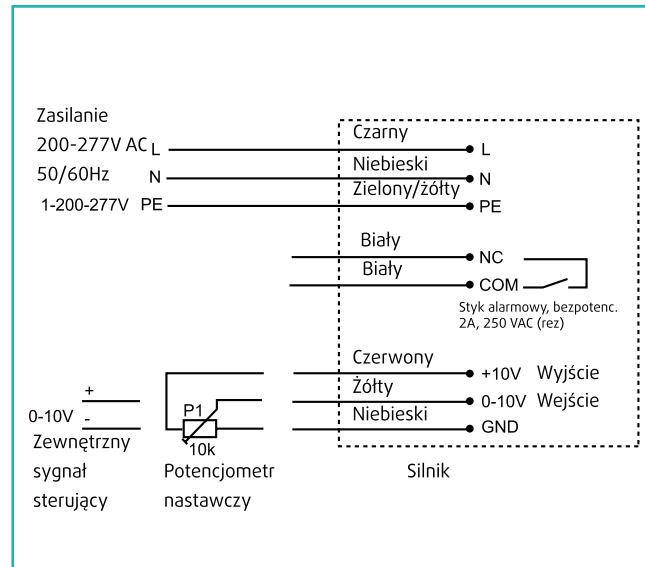 Zasilanie
200-277V AC L
50/60Hz N
1-200-277V PE
Czarny
L
Niebieski
N
Zielony/żółty
PE
Biały
NC
Biały
COM
Styk alarmowy, bezpotenc.
2A, 250 VAC (rez)
Czerwony
+10V Wyjście
Żółty
0-10V Wejście
Niebieski
GND
+
0-10V -
Zewnętrzny
sygnał
sterujący
P1
10k
Potencjometr
nastawczy
Silnik